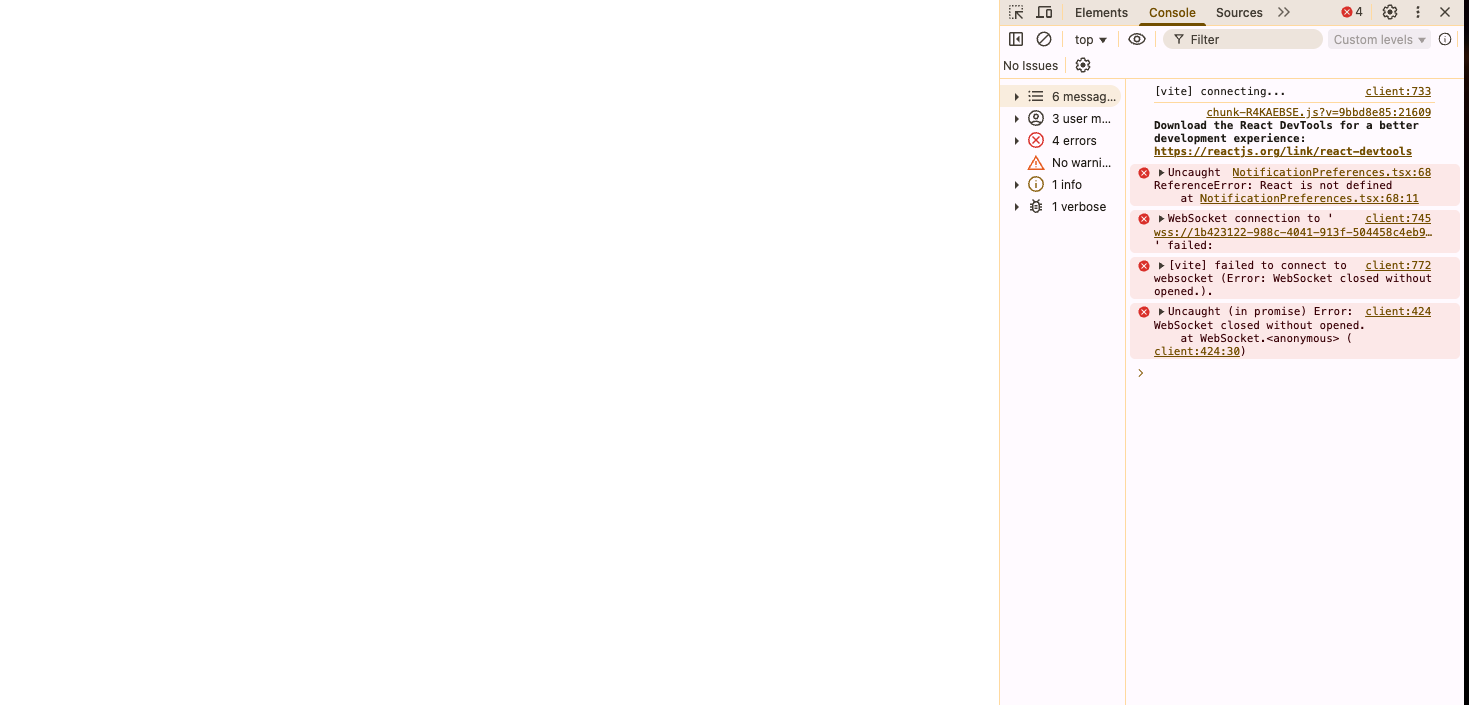 Elements Console Sources 4
top Filter Custom levels
No Issues
6 messag...
3 user m...
4 errors
No warni...
1 info
1 verbose
[vite] connecting... client:733
chunk-R4KAEBSE.js?v=9bbd8e85:21609
Download the React DevTools for a better
development experience:
https://reactjs.org/link/react-devtools
Uncaught NotificationPreferences.tsx:68
ReferenceError: React is not defined
at NotificationPreferences.tsx:68:11
WebSocket connection to ' client:745
wss://1b423122-988c-4041-913f-504458c4eb9…
' failed:
[vite] failed to connect to client:772
websocket (Error: WebSocket closed without
opened.).
Uncaught (in promise) Error: client:424
WebSocket closed without opened.
at WebSocket.<anonymous> (
client:424:30)